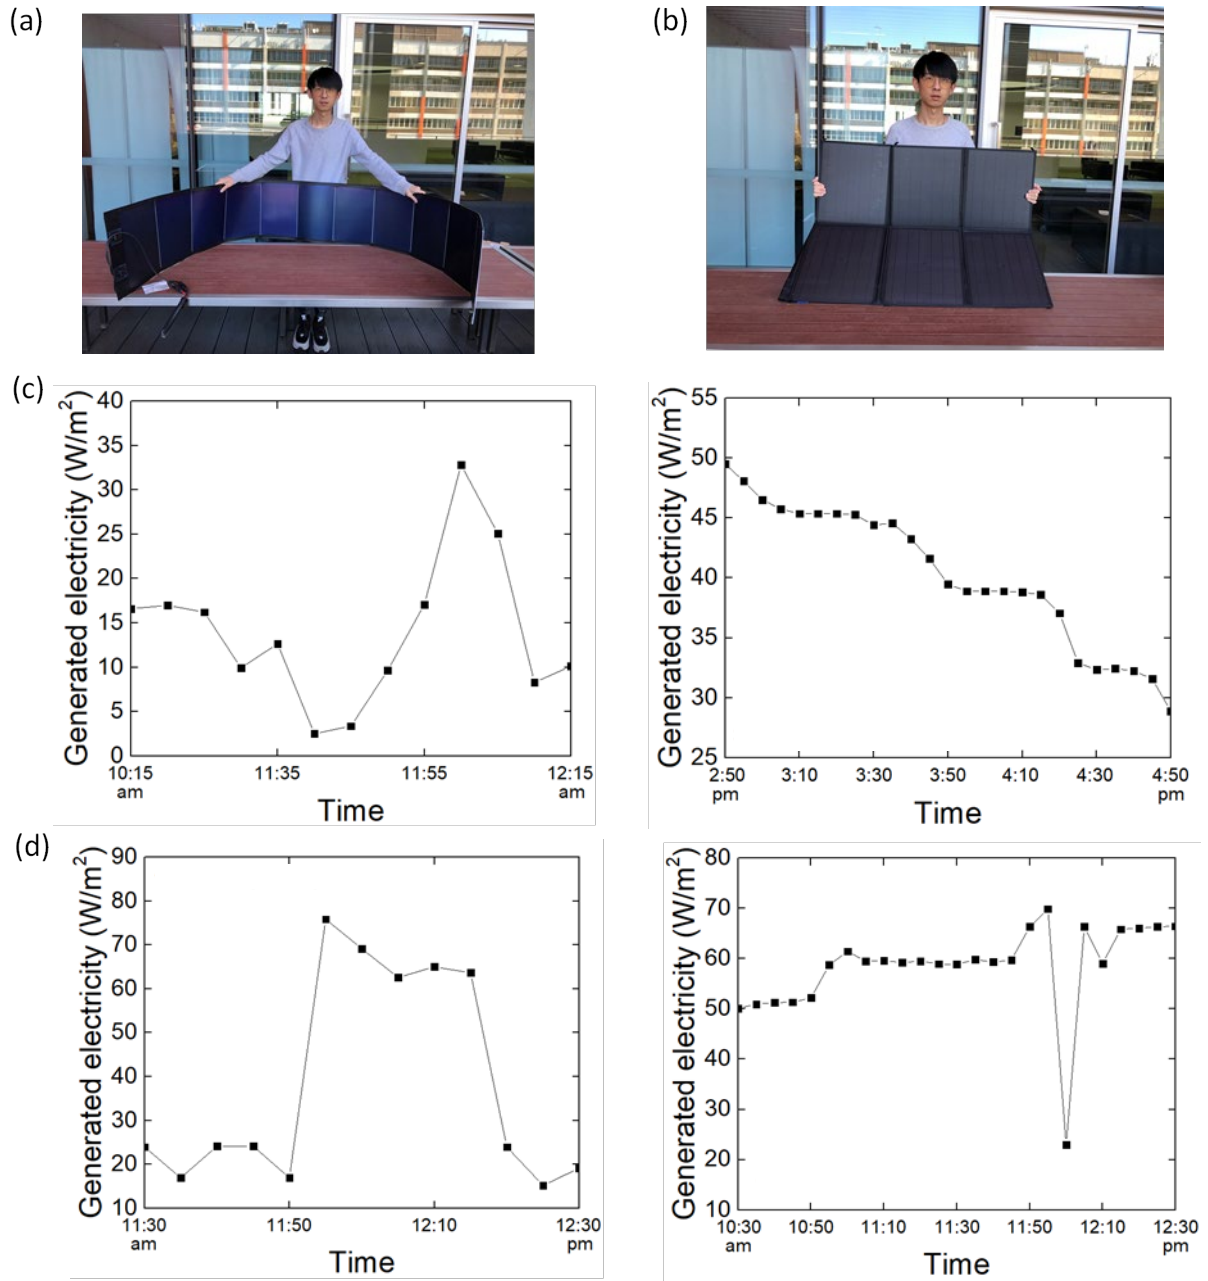 (a)
(b)
(c)
Generated electricity (W/m²)
40
35
30
25
20
15
10
5
0
10:15
am
11:35
11:55
12:15
am
Time
Generated electricity (W/m²)
55
50
45
40
35
30
25
2:50
pm
3:10
3:30
3:50
4:10
4:30
4:50
pm
Time
(d)
Generated electricity (W/m²)
90
80
70
60
50
40
30
20
10
11:30
am
11:50
12:10
12:30
pm
Time
Generated electricity (W/m²)
80
70
60
50
40
30
20
10
10:30
am
10:50
11:10
11:30
11:50
12:10
12:30
pm
Time